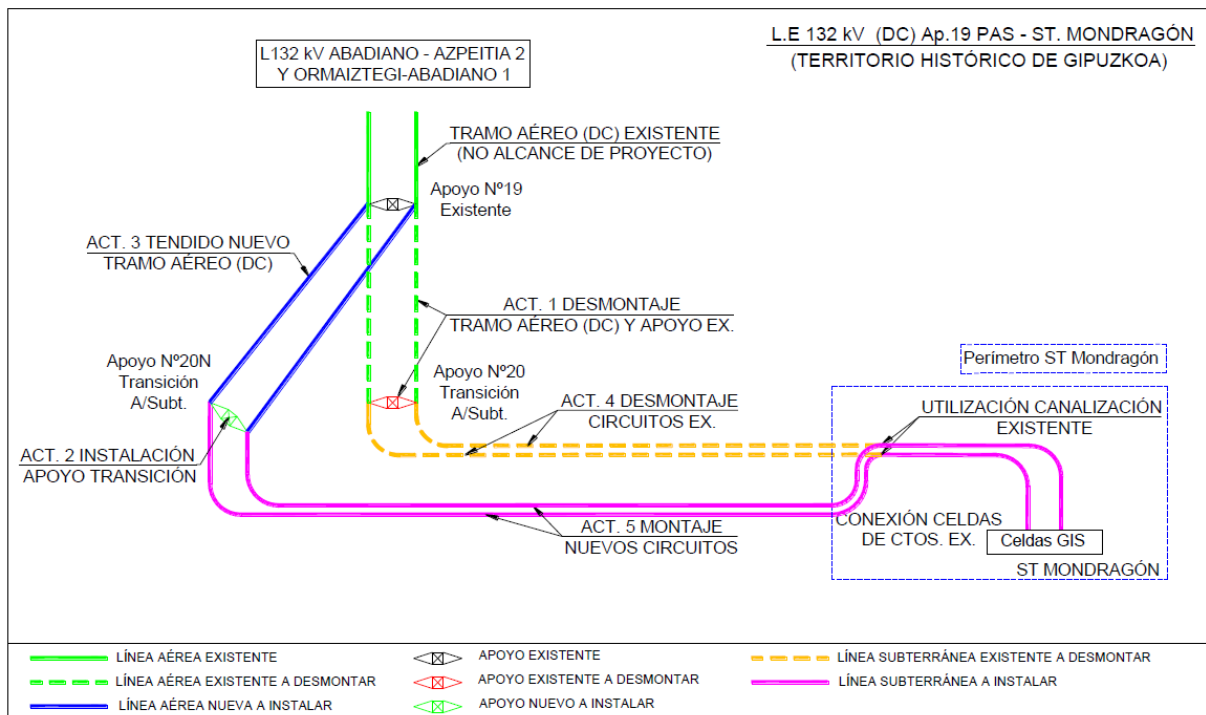 L.E 132 kV (DC) Ap.19 PAS - ST. MONDRAGÓN
(TERRITORIO HISTÓRICO DE GIPUZKOA)
L132 kV ABADIANO - AZPEITIA 2
Y ORMAIZTEGI-ABADIANO 1
TRAMO AÉREO (DC) EXISTENTE
(NO ALCANCE DE PROYECTO)
Apoyo Nº19
Existente
ACT. 3 TENDIDO NUEVO
TRAMO AÉREO (DC)
ACT. 1 DESMONTAJE
TRAMO AÉREO (DC) Y APOYO EX.
Apoyo Nº20N
Transición
A/Subt.
Apoyo Nº20
Transición
A/Subt.
Perímetro ST Mondragón
ACT. 4 DESMONTAJE
CIRCUITOS EX.
UTILIZACIÓN CANALIZACIÓN
EXISTENTE
ACT. 2 INSTALACIÓN
APOYO TRANSICIÓN
ACT. 5 MONTAJE
NUEVOS CIRCUITOS
CONEXIÓN CELDAS
DE CTOS. EX.
Celdas GIS
ST MONDRAGÓN
LÍNEA AÉREA EXISTENTE
LÍNEA AÉREA EXISTENTE A DESMONTAR
LÍNEA AÉREA NUEVA A INSTALAR
APOYO EXISTENTE
APOYO EXISTENTE A DESMONTAR
APOYO NUEVO A INSTALAR
LÍNEA SUBTERRÁNEA EXISTENTE A DESMONTAR
LÍNEA SUBTERRÁNEA A INSTALAR